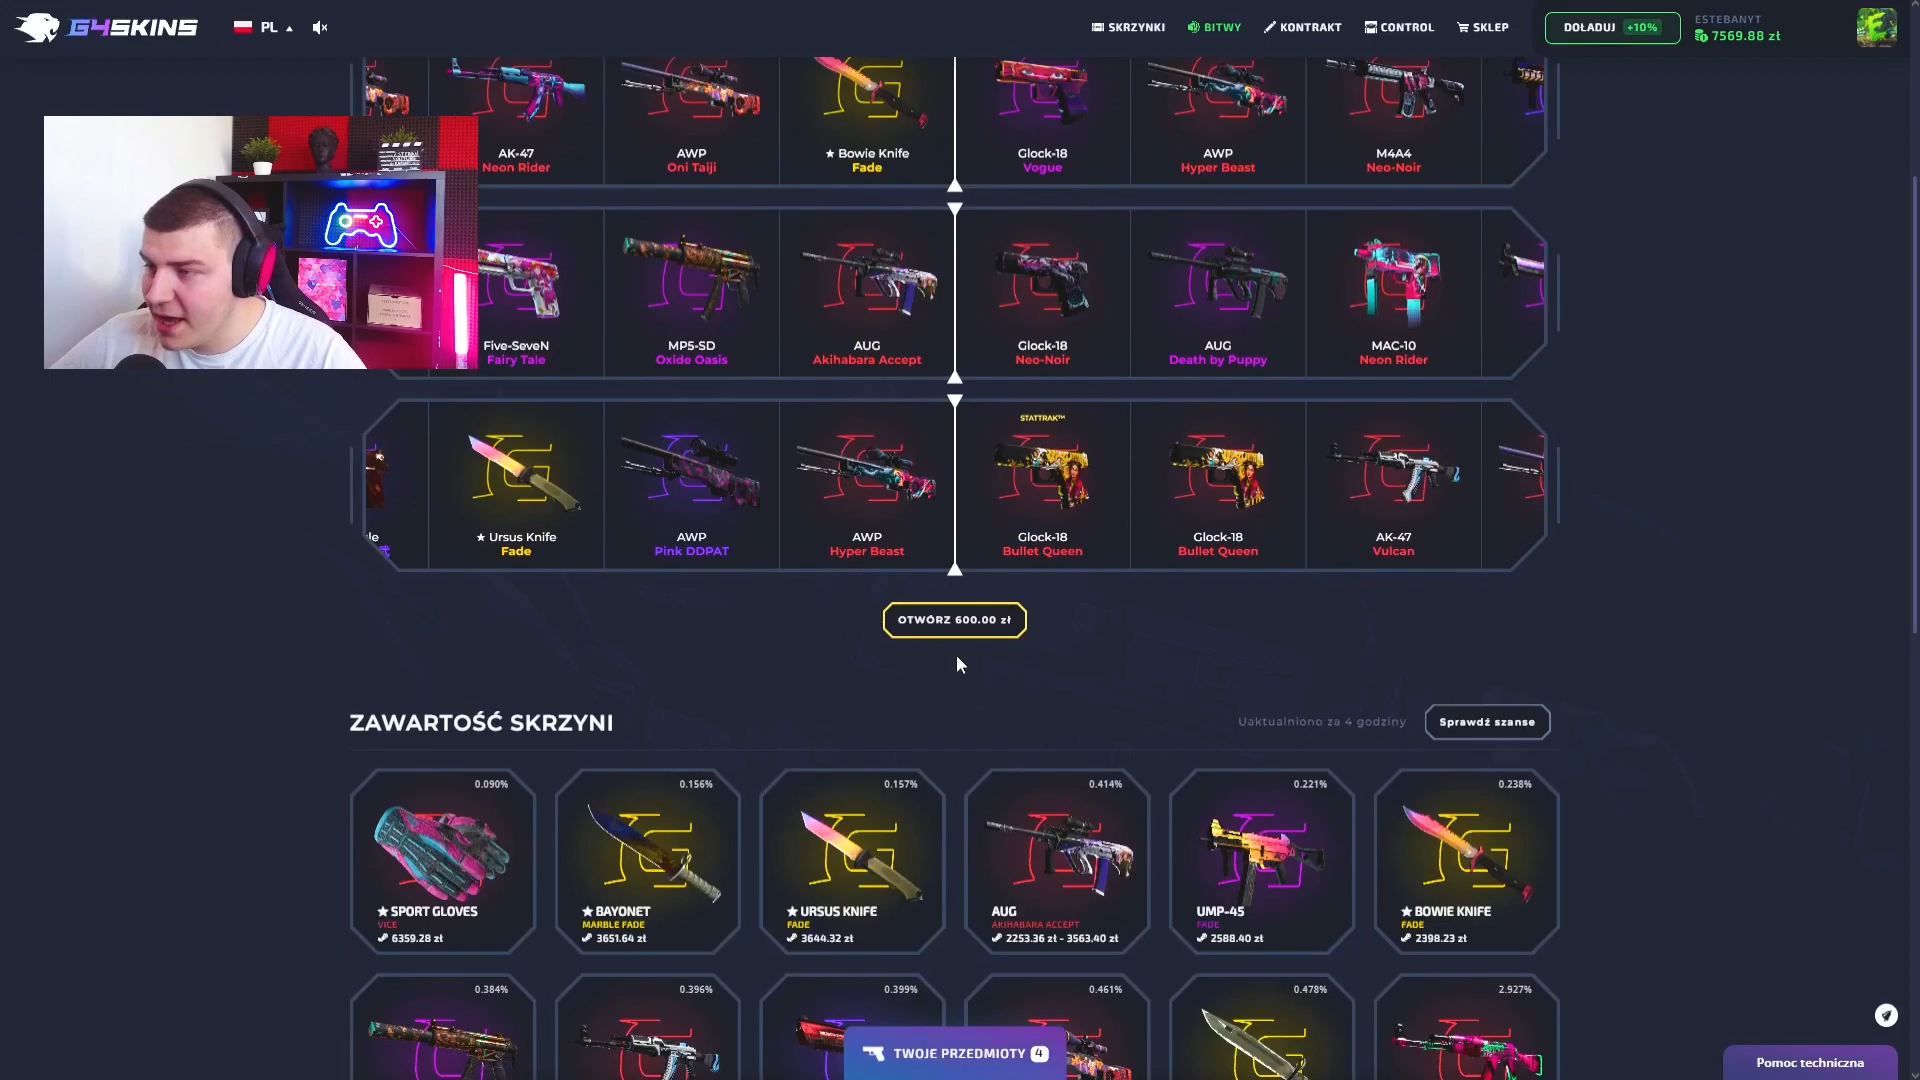 G4SKINS
PL
SKRZYNKI
BITWY
KONTRAKT
CONTROL
SKLEP
DOŁADUJ +10%
ESTEBANYT
7569.88 zł
AK-47
Neon Rider
AWP
Oni Taiji
★ Bowie Knife
Fade
Glock-18
Vogue
AWP
Hyper Beast
M4A4
Neo-Noir
Five-SeveN
Fairy Tale
MP5-SD
Oxide Oasis
AUG
Akihabara Accept
Glock-18
Neo-Noir
AUG
Death by Puppy
MAC-10
Neon Rider
le
★ Ursus Knife
Fade
AWP
Pink DDPAT
AWP
Hyper Beast
STATTRAK™
Glock-18
Bullet Queen
Glock-18
Bullet Queen
AK-47
Vulcan
OTWÓRZ 600.00 zł
ZAWARTOŚĆ SKRZYNI
Uaktualniono za 4 godziny
Sprawdź szanse
0.090%
★ SPORT GLOVES
VICE
6359.28 zł
0.156%
★ BAYONET
MARBLE FADE
3651.64 zł
0.157%
★ URSUS KNIFE
FADE
3644.32 zł
0.414%
AUG
AKIHABARA ACCEPT
2253.36 zł - 3563.40 zł
0.221%
UMP-45
FADE
2588.40 zł
0.238%
★ BOWIE KNIFE
FADE
2398.23 zł
0.384%
0.396%
0.399%
0.461%
0.478%
2.927%
TWOJE PRZEDMIOTY 4
Pomoc techniczna